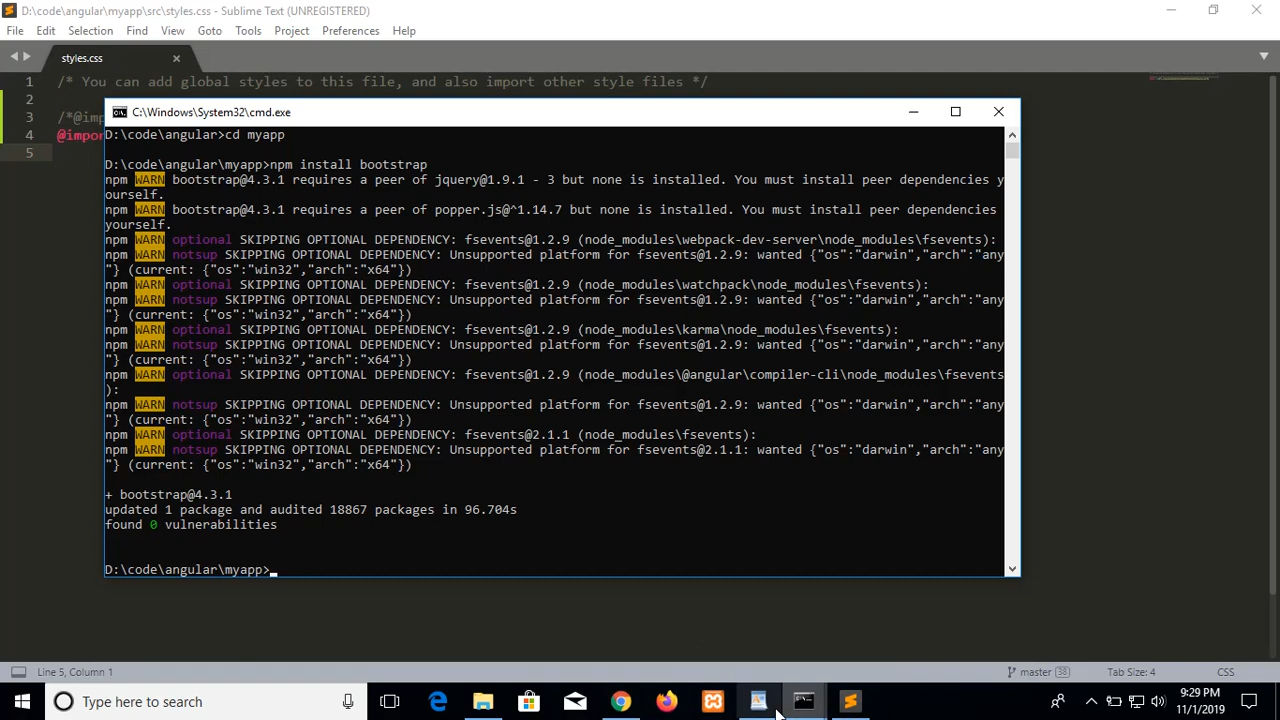 D:\code\angular\myapp\src\styles.css - Sublime Text (UNREGISTERED)
File Edit Selection Find View Goto Tools Project Preferences Help
styles.css
1 /* You can add global styles to this file, and also import other style files */
2
3 /*@imp
4 @impor
5
C:\Windows\System32\cmd.exe
D:\code\angular>cd myapp
D:\code\angular\myapp>npm install bootstrap
npm WARN bootstrap@4.3.1 requires a peer of jquery@1.9.1 - 3 but none is installed. You must install peer dependencies y
ourself.
npm WARN bootstrap@4.3.1 requires a peer of popper.js@^1.14.7 but none is installed. You must install peer dependencies
yourself.
npm WARN optional SKIPPING OPTIONAL DEPENDENCY: fsevents@1.2.9 (node_modules\webpack-dev-server\node_modules\fsevents):
npm WARN notsup SKIPPING OPTIONAL DEPENDENCY: Unsupported platform for fsevents@1.2.9: wanted {"os":"darwin","arch":"any
"} (current: {"os":"win32","arch":"x64"})
npm WARN optional SKIPPING OPTIONAL DEPENDENCY: fsevents@1.2.9 (node_modules\watchpack\node_modules\fsevents):
npm WARN notsup SKIPPING OPTIONAL DEPENDENCY: Unsupported platform for fsevents@1.2.9: wanted {"os":"darwin","arch":"any
"} (current: {"os":"win32","arch":"x64"})
npm WARN optional SKIPPING OPTIONAL DEPENDENCY: fsevents@1.2.9 (node_modules\karma\node_modules\fsevents):
npm WARN notsup SKIPPING OPTIONAL DEPENDENCY: Unsupported platform for fsevents@1.2.9: wanted {"os":"darwin","arch":"any
"} (current: {"os":"win32","arch":"x64"})
npm WARN optional SKIPPING OPTIONAL DEPENDENCY: fsevents@1.2.9 (node_modules\@angular\compiler-cli\node_modules\fsevents
):
npm WARN notsup SKIPPING OPTIONAL DEPENDENCY: Unsupported platform for fsevents@1.2.9: wanted {"os":"darwin","arch":"any
"} (current: {"os":"win32","arch":"x64"})
npm WARN optional SKIPPING OPTIONAL DEPENDENCY: fsevents@2.1.1 (node_modules\fsevents):
npm WARN notsup SKIPPING OPTIONAL DEPENDENCY: Unsupported platform for fsevents@2.1.1: wanted {"os":"darwin","arch":"any
"} (current: {"os":"win32","arch":"x64"})
+ bootstrap@4.3.1
updated 1 package and audited 18867 packages in 96.704s
found 0 vulnerabilities
D:\code\angular\myapp>
Line 5, Column 1 master 38 Tab Size: 4 CSS
Type here to search
9:29 PM
11/1/2019